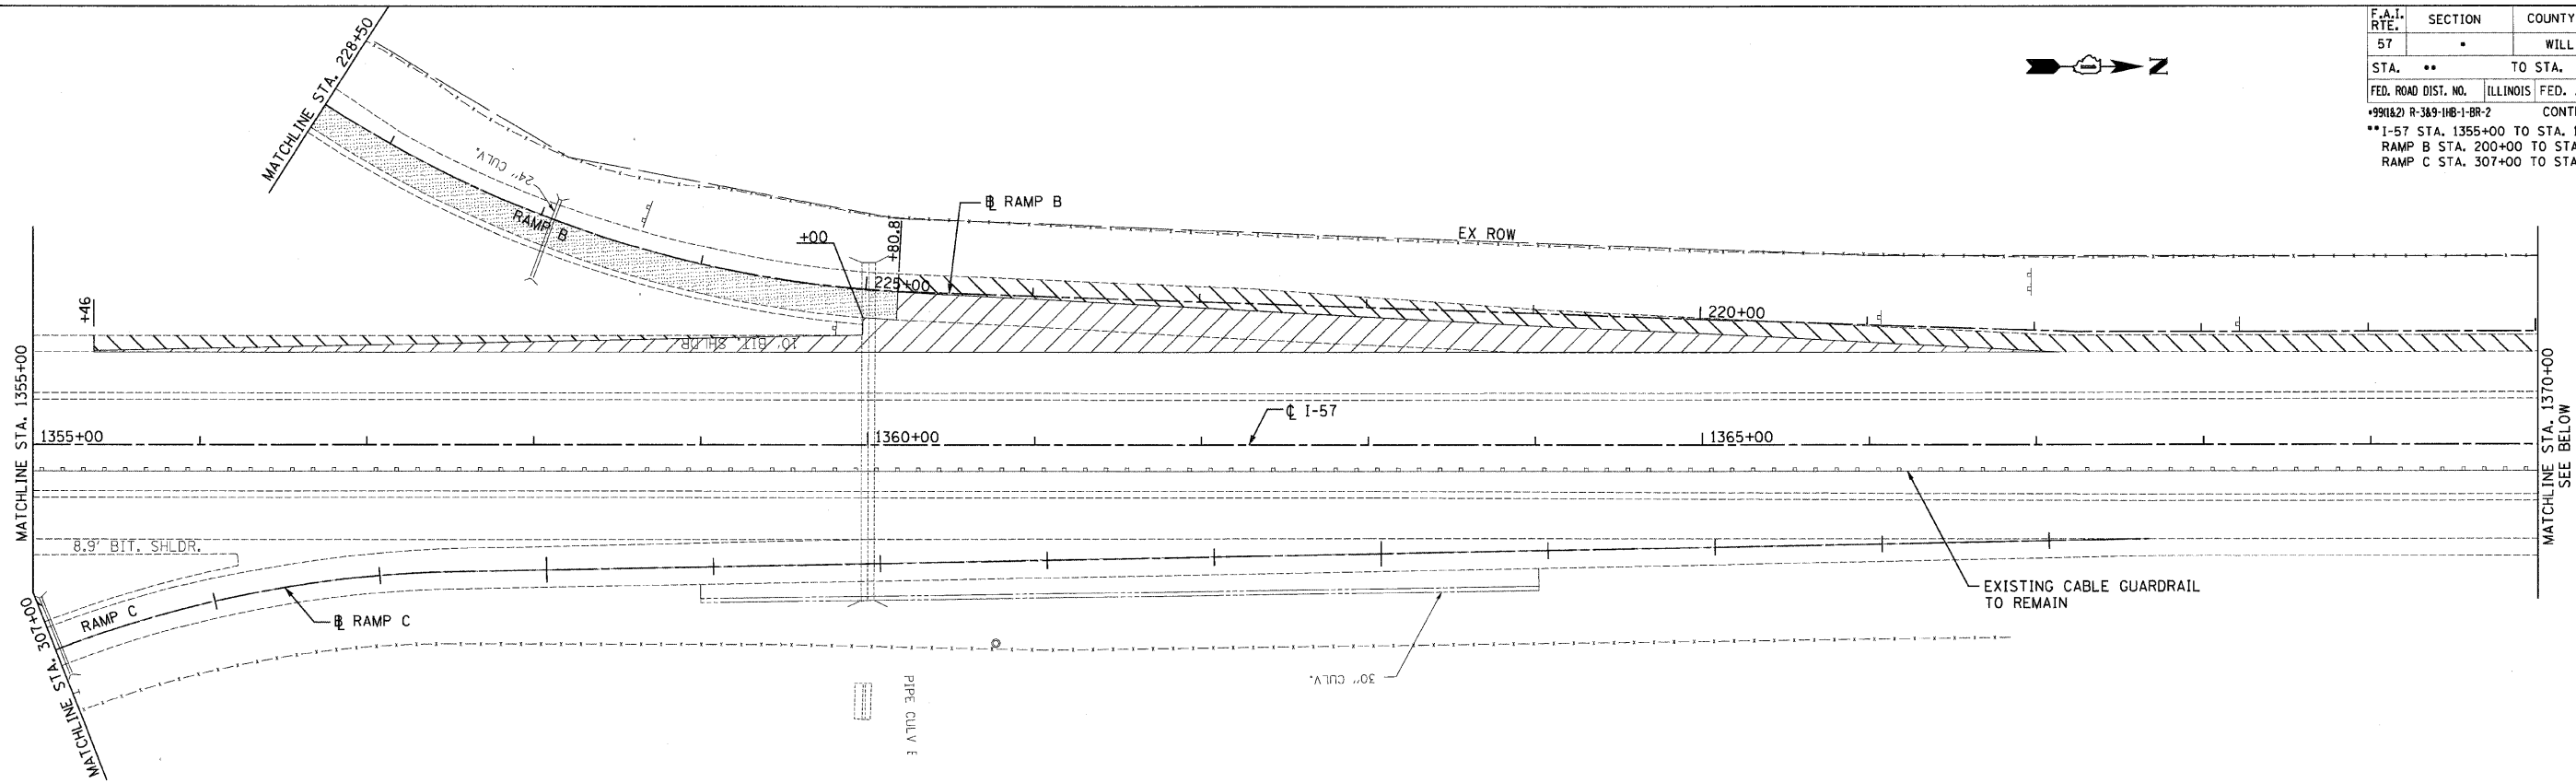 F.A.I. RTE.
SECTION
COUNTY
57
•
WILL
STA. ••
TO STA.
FED. ROAD DIST. NO.
ILLINOIS
FED.
•99(1&2) R-3&9-1HB-1-BR-2
••I-57 STA. 1355+00 TO STA.
RAMP B STA. 200+00 TO STA
RAMP C STA. 307+00 TO STA
N
MATCHLINE STA. 228+50
24" CULV.
RAMP B
+00
+80.8
℄ RAMP B
EX ROW
225+00
220+00
+46
10' BIT. SHLDR
MATCHLINE STA. 1355+00
℄ I-57
1355+00
1360+00
1365+00
MATCHLINE STA. 1370+00
SEE BELOW
8.9' BIT. SHLDR.
RAMP C
℄ RAMP C
EXISTING CABLE GUARDRAIL
TO REMAIN
MATCHLINE STA. 307+00
30" CULV.
PIPE CULV E